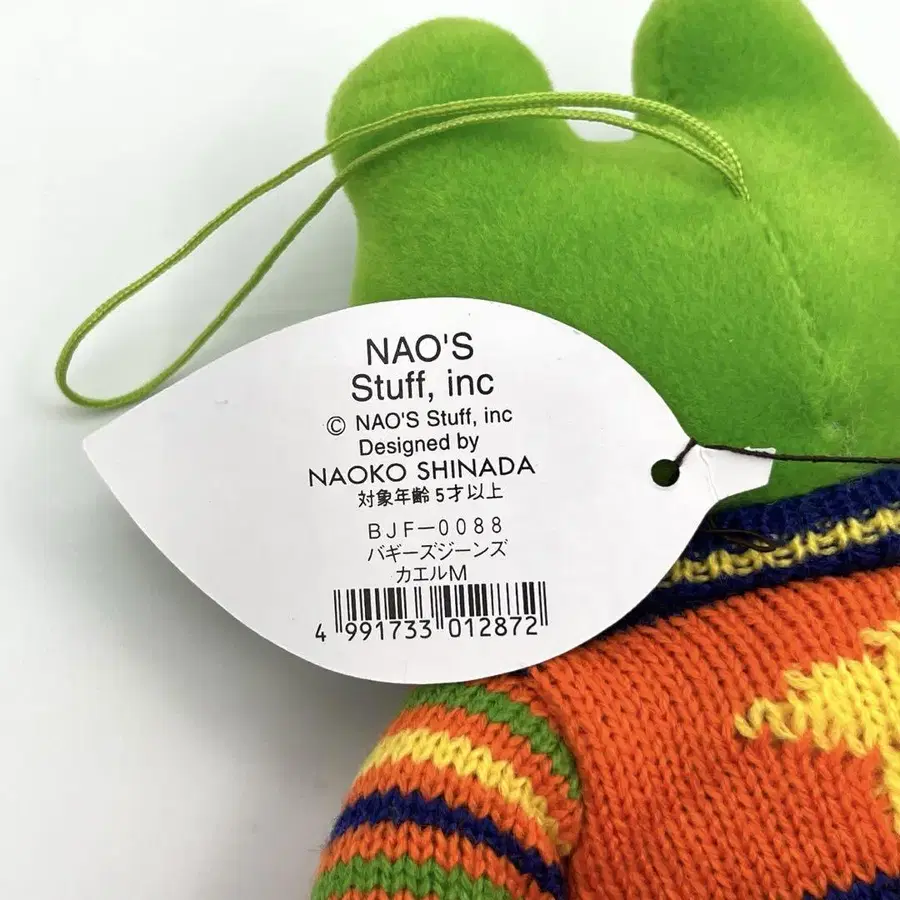 NAO'S
Stuff, inc
© NAO'S Stuff, inc
Designed by
NAOKO SHINADA
対象年齢 5才以上
BJF-0088
バギーズジーンズ
カエルM
4 991733 012872